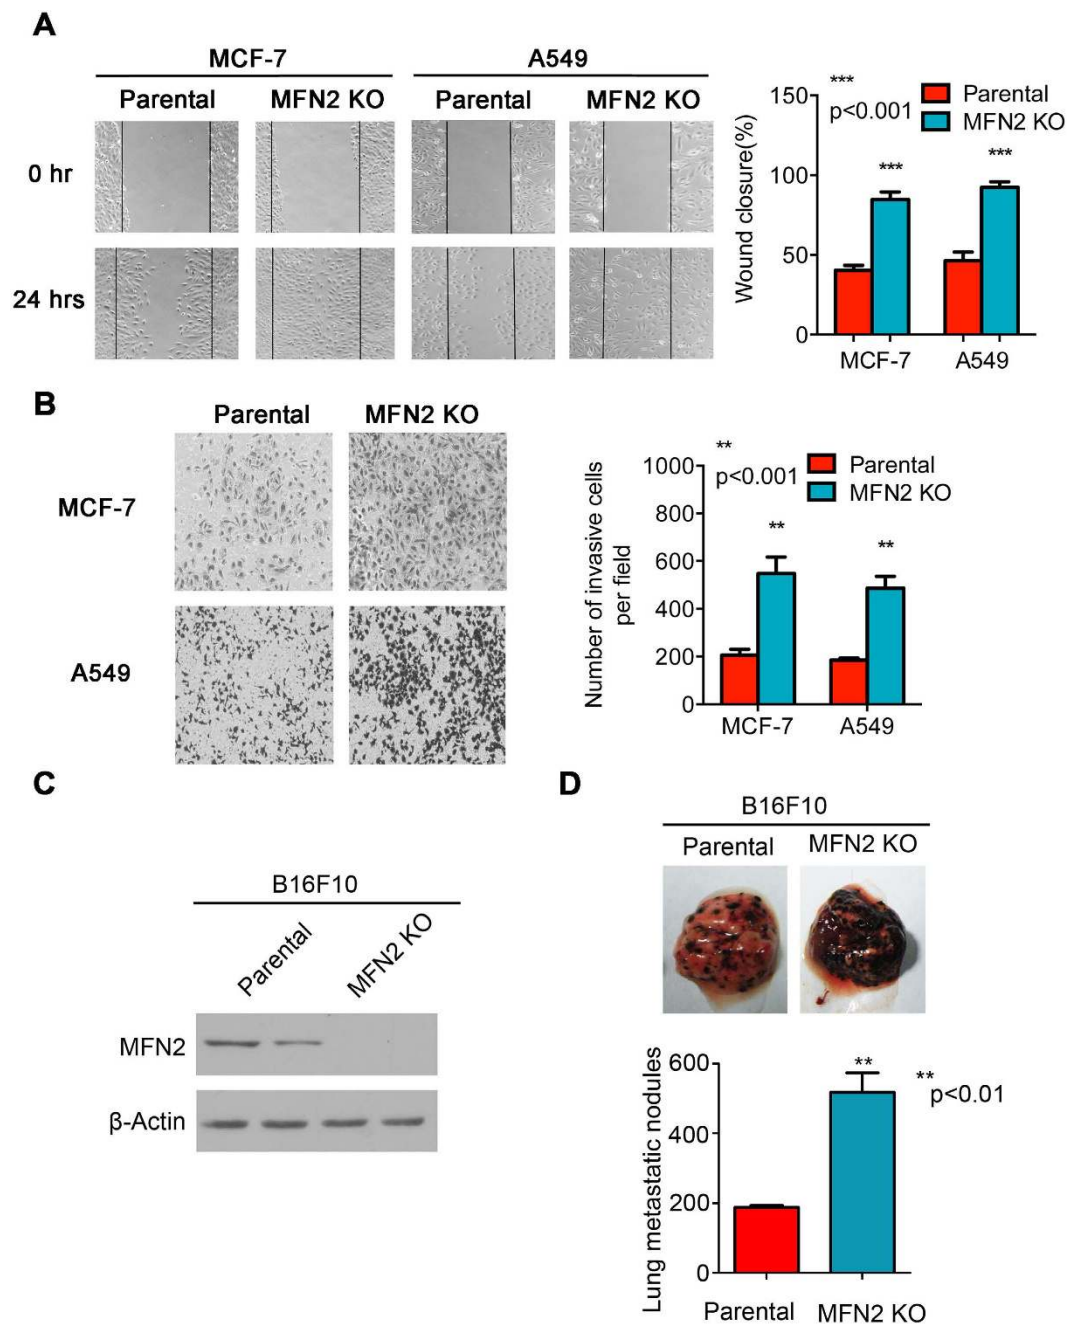 A
MCF-7
A549
Parental
MFN2 KO
Parental
MFN2 KO
0 hr
24 hrs
***
p<0.001
Parental
MFN2 KO
Wound closure(%)
150
100
50
0
***
***
MCF-7
A549
B
Parental
MFN2 KO
MCF-7
A549
**
p<0.001
Parental
MFN2 KO
Number of invasive cells
per field
1000
800
600
400
200
0
**
**
MCF-7
A549
C
B16F10
Parental
MFN2 KO
MFN2
β-Actin
D
B16F10
Parental
MFN2 KO
Lung metastatic nodules
600
400
200
0
**
**
p<0.01
Parental
MFN2 KO